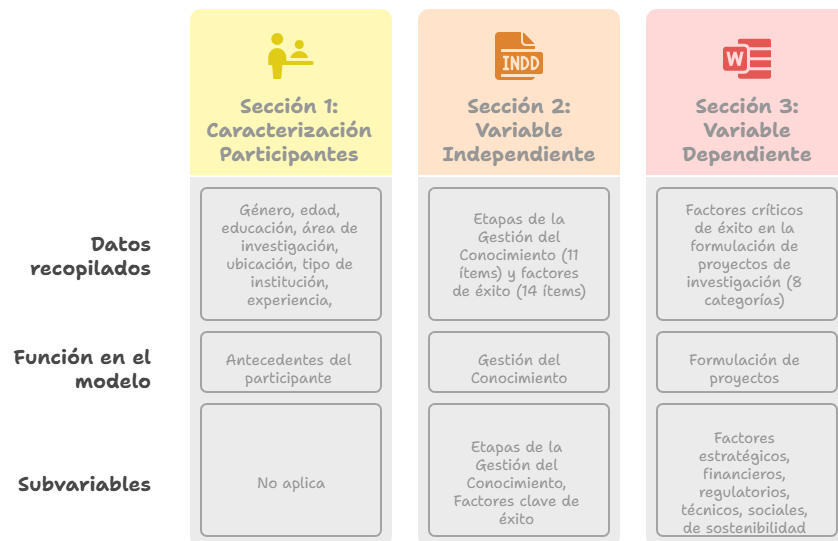 INDD
W
Sección 1:
Caracterización
Participantes
Sección 2:
Variable
Independiente
Sección 3:
Variable
Dependiente
Datos
recopilados
Género, edad,
educación, área de
investigación,
ubicación, tipo de
institución,
experiencia,
Etapas de la
Gestión del
Conocimiento (11
ítems) y factores
de éxito (14 ítems)
Factores críticos
de éxito en la
formulación de
proyectos de
investigación (8
categorías)
Función en el
modelo
Antecedentes del
participante
Gestión del
Conocimiento
Formulación de
proyectos
Subvariables
No aplica
Etapas de la
Gestión del
Conocimiento,
Factores clave de
éxito
Factores
estratégicos,
financieros,
regulatorios,
técnicos, sociales,
de sostenibilidad